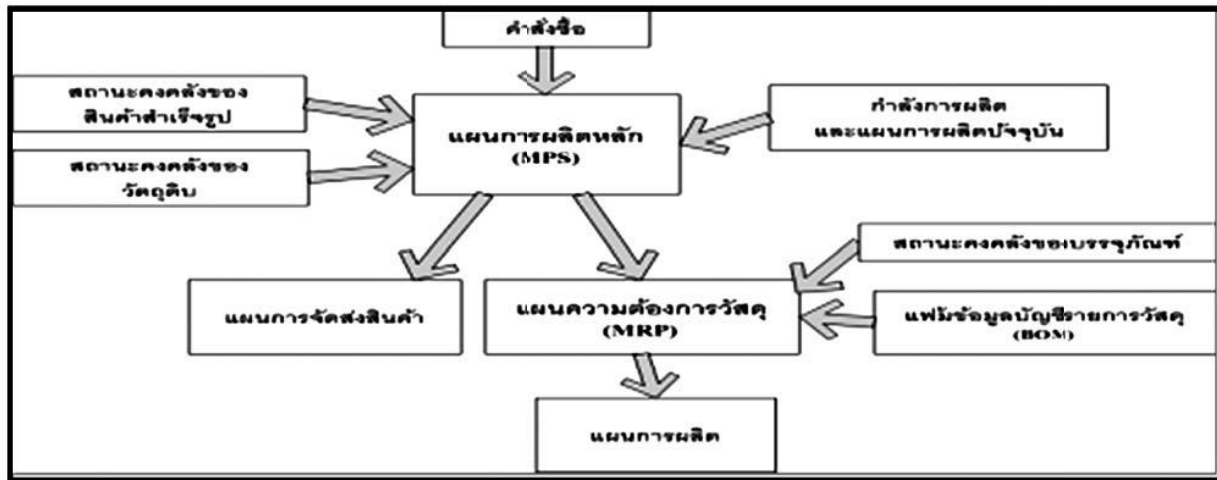 คำสั่งซื้อ
สถานะคงคลังของ
สินค้าสำเร็จรูป
กำลังการผลิต
และแผนการผลิตปัจจุบัน
แผนการผลิตหลัก
(MPS)
สถานะคงคลังของ
วัตถุดิบ
สถานะคงคลังของบรรจุภัณฑ์
แผนการจัดส่งสินค้า
แผนความต้องการวัสดุ
(MRP)
แฟ้มข้อมูลบัญชีรายการวัสดุ
(BOM)
แผนการผลิต